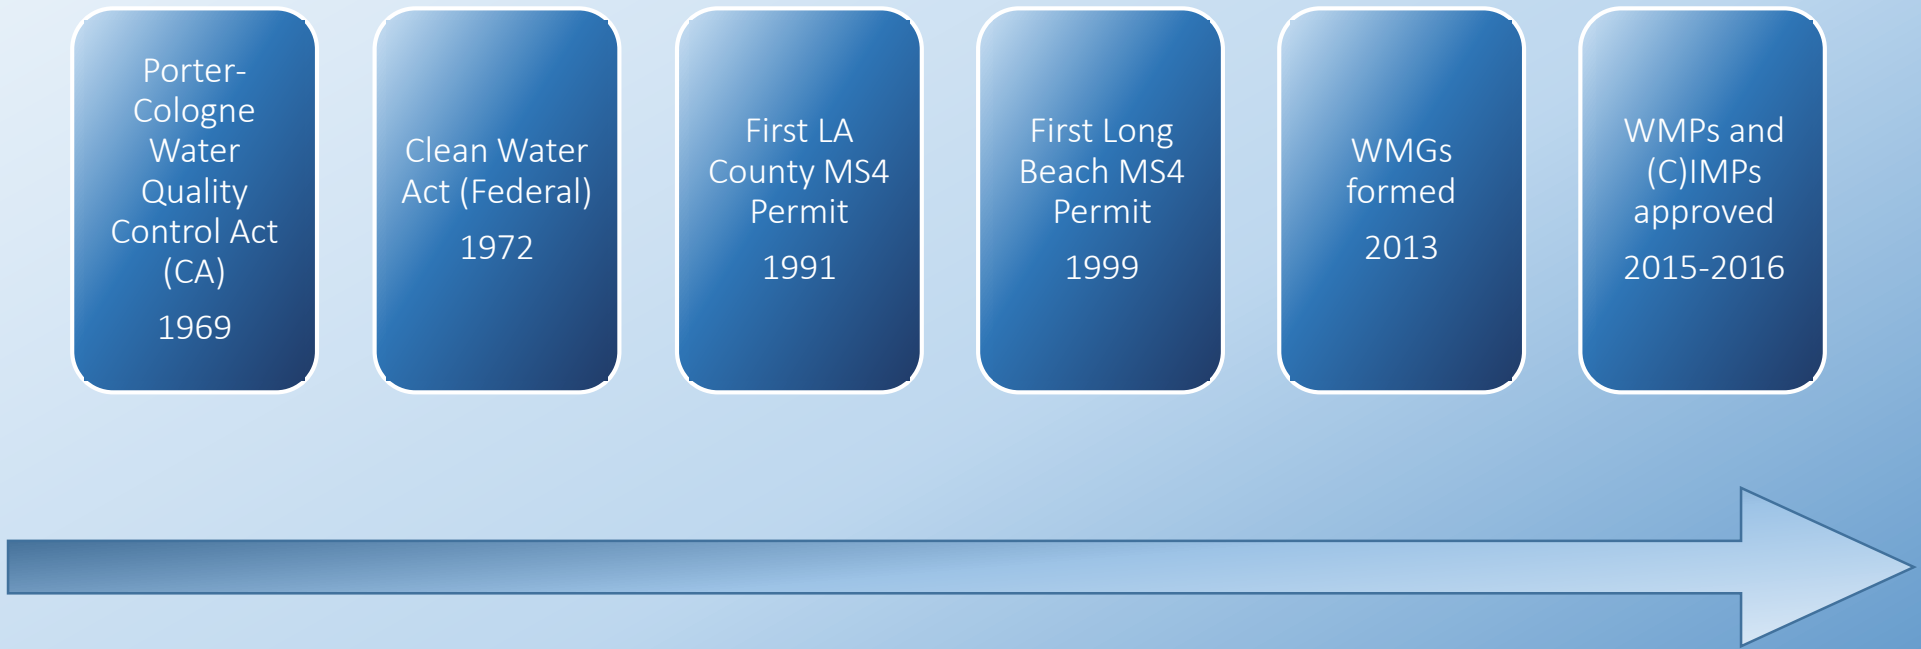 Porter-
Cologne
Water
Quality
Control Act
(CA)
1969
Clean Water
Act (Federal)
1972
First LA
County MS4
Permit
1991
First Long
Beach MS4
Permit
1999
WMGs
formed
2013
WMPs and
(C)IMPs
approved
2015-2016